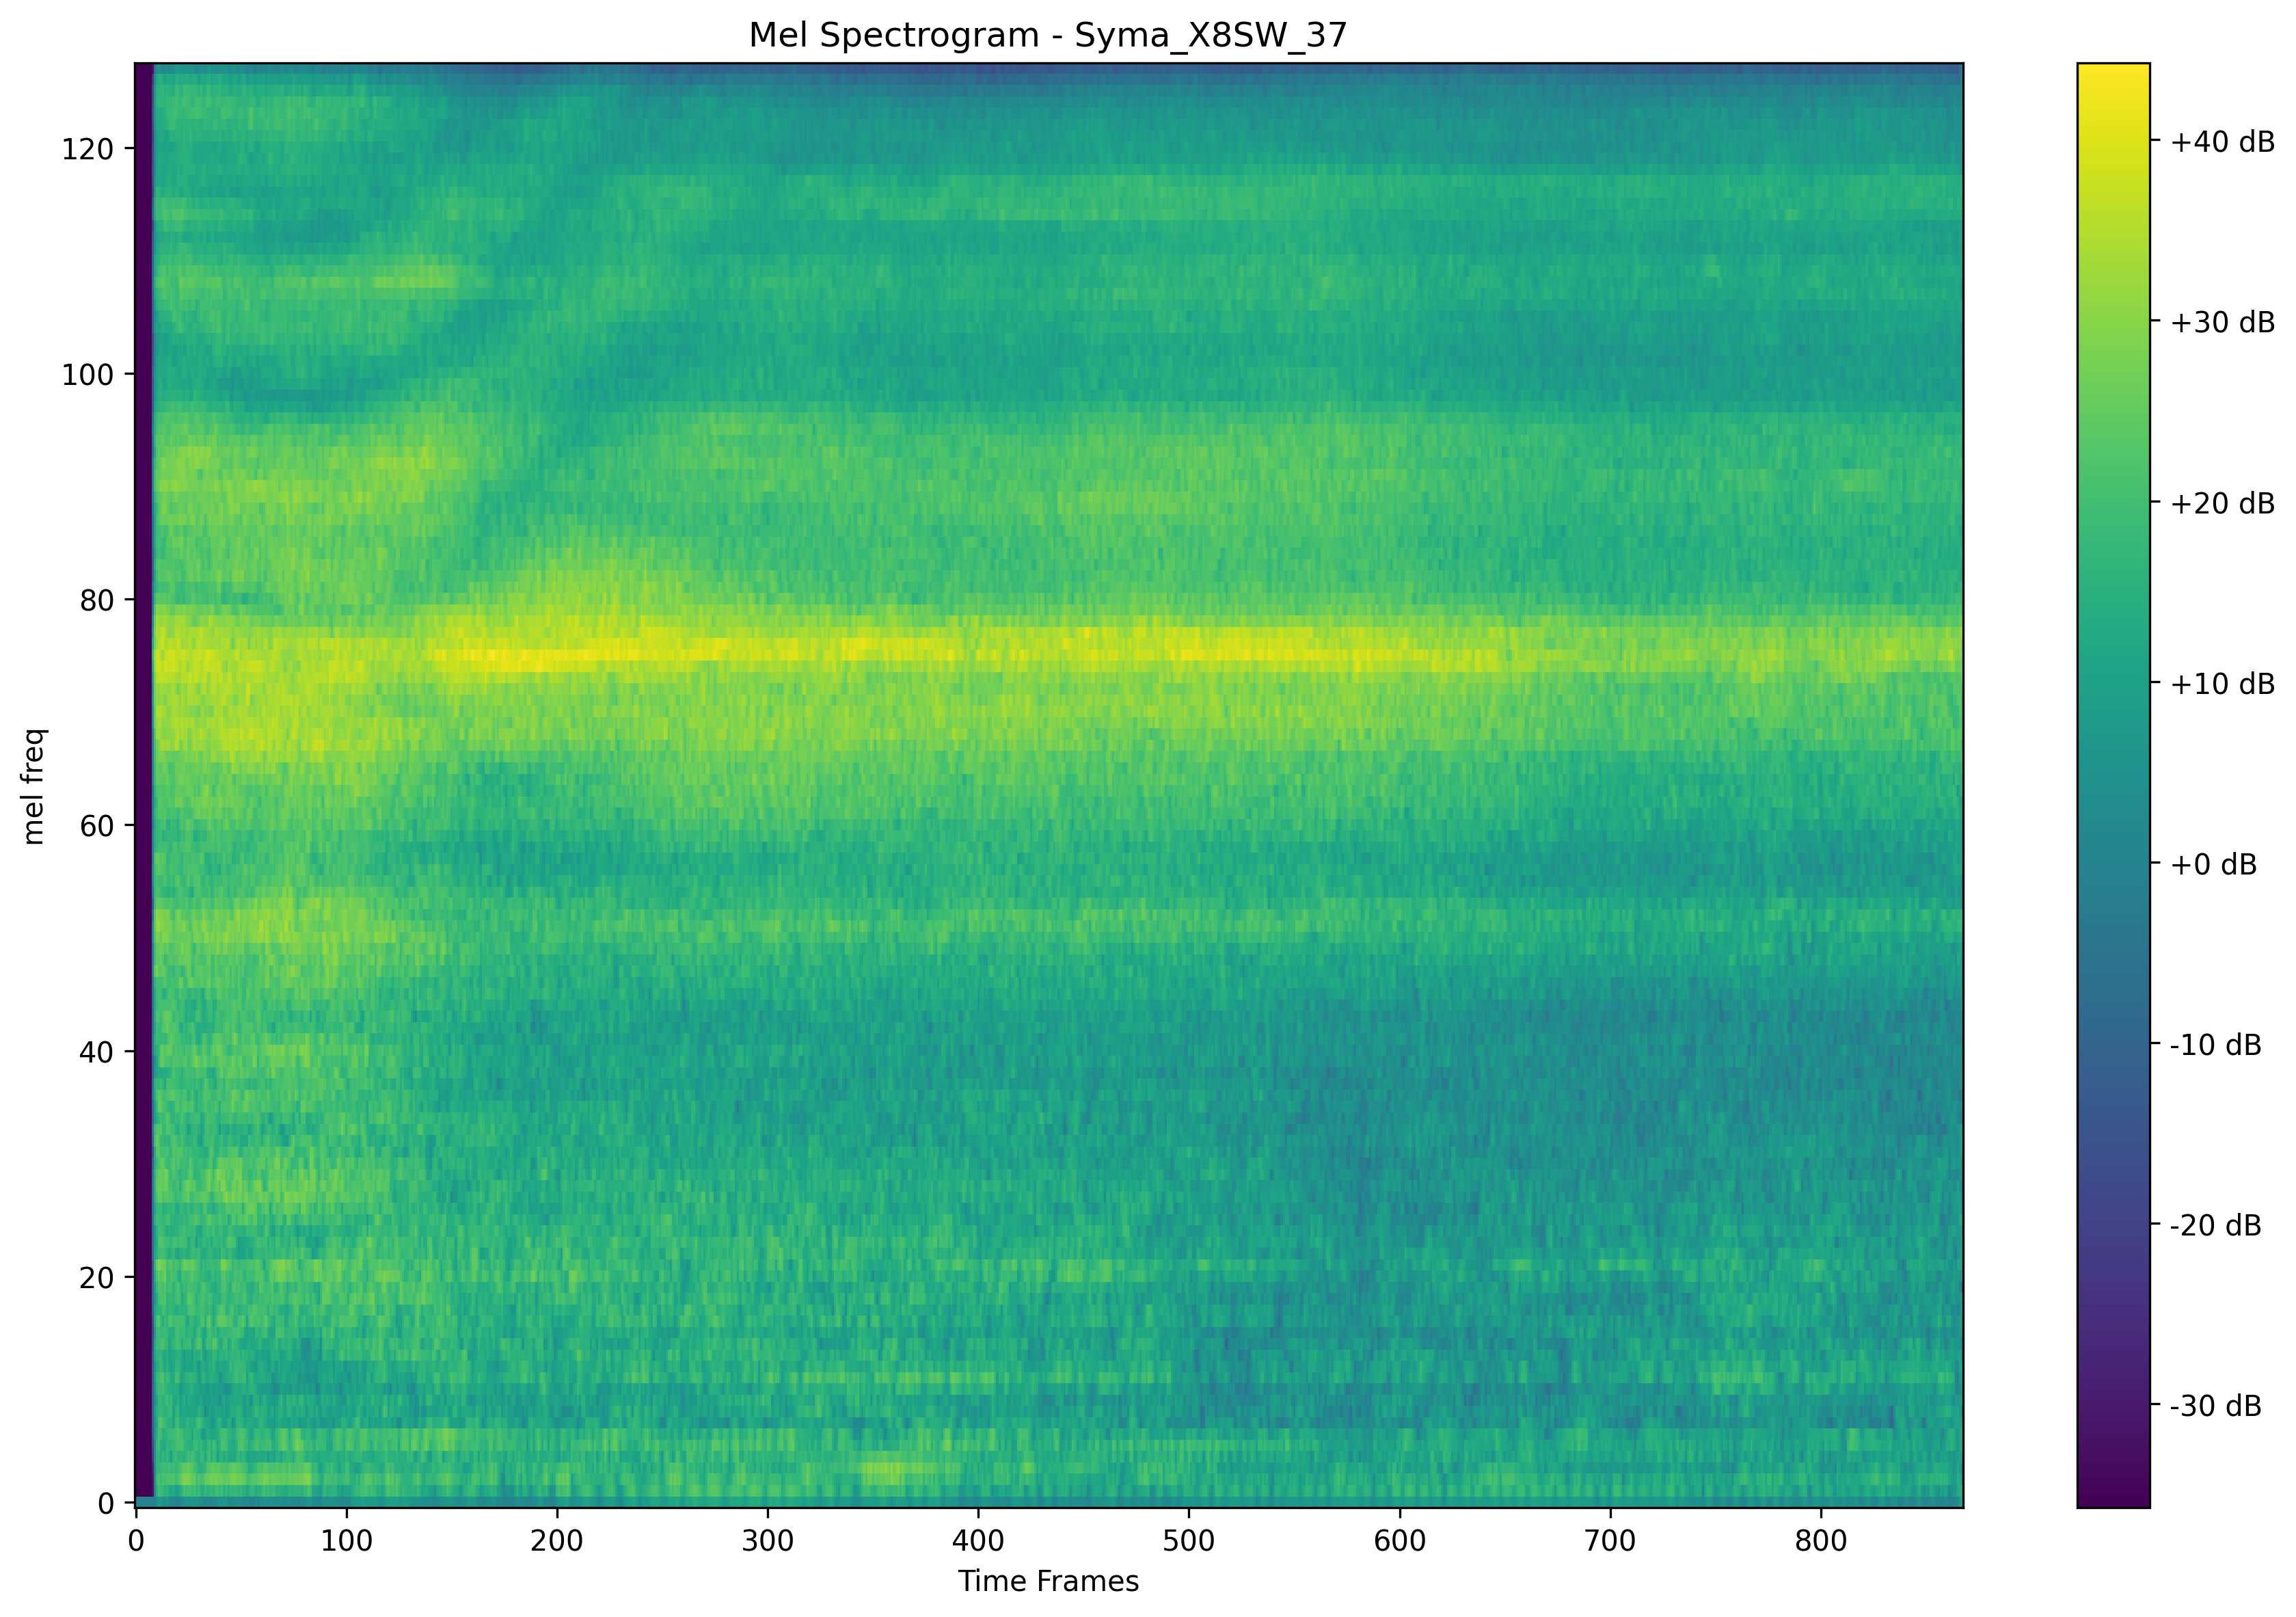 Mel Spectrogram - Syma_X8SW_37
mel freq
120
100
80
60
40
20
0
0 100 200 300 400 500 600 700 800
Time Frames
+40 dB
+30 dB
+20 dB
+10 dB
+0 dB
-10 dB
-20 dB
-30 dB